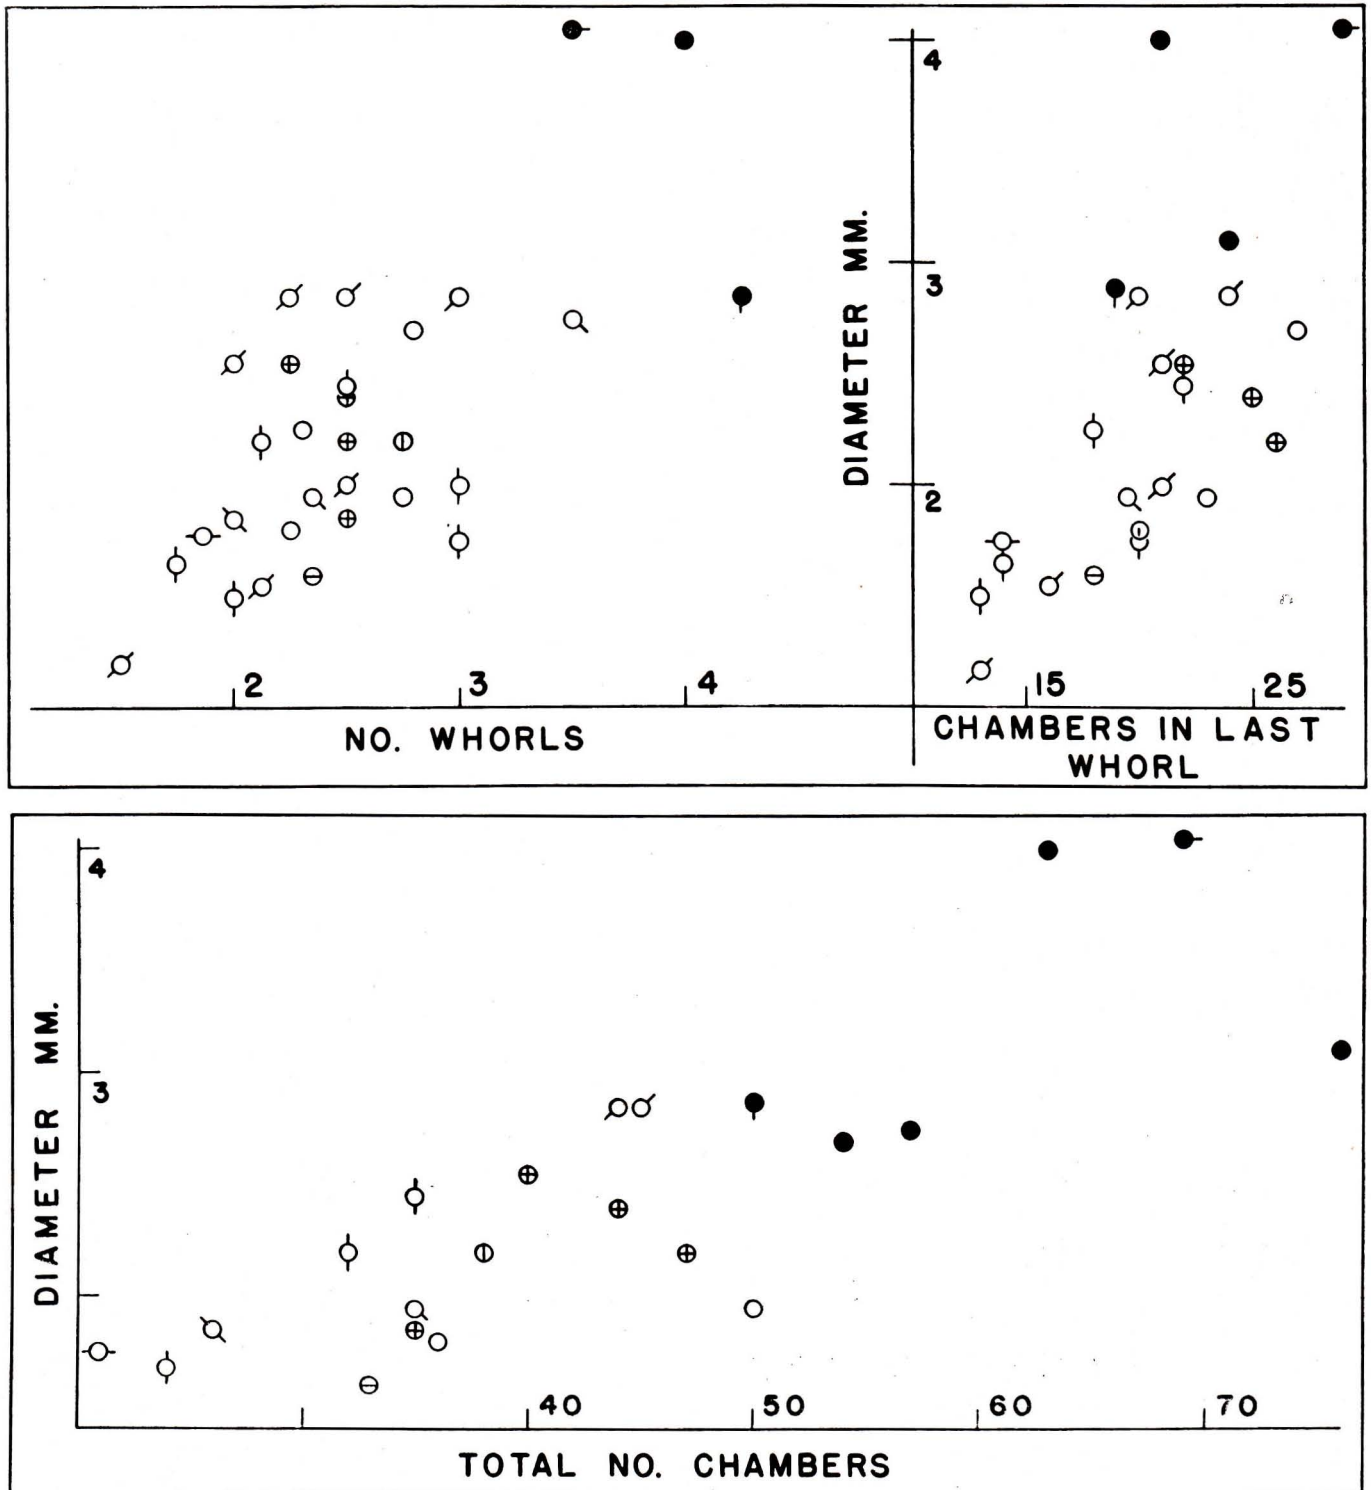 4
DIAMETER MM.
3
2
2 3 4
15 25
NO. WHORLS
CHAMBERS IN LAST
WHORL
4
DIAMETER MM.
3
40 50 60 70
TOTAL NO. CHAMBERS